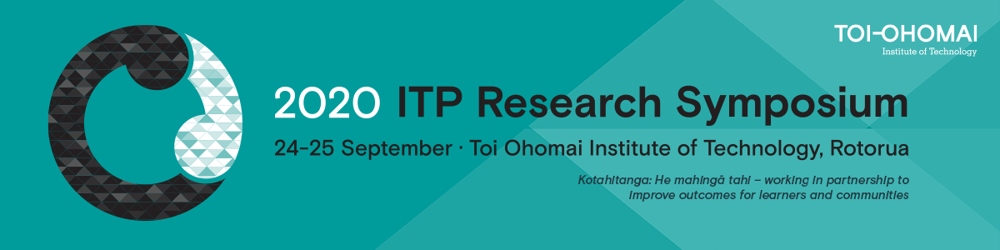 TOI-OHOMAI
Institute of Technology
2020 ITP Research Symposium
24–25 September · Toi Ohomai Institute of Technology, Rotorua
Kotahitanga: He mahingā tahi – working in partnership to
improve outcomes for learners and communities